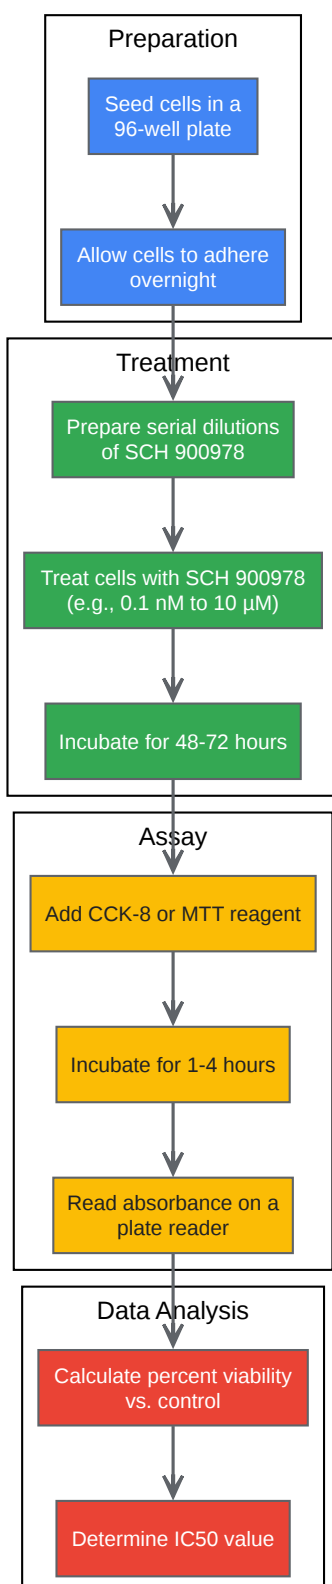 Preparation
Seed cells in a
96-well plate
Allow cells to adhere
overnight
Treatment
Prepare serial dilutions
of SCH 900978
Treat cells with SCH 900978
(e.g., 0.1 nM to 10 µM)
Incubate for 48-72 hours
Assay
Add CCK-8 or MTT reagent
Incubate for 1-4 hours
Read absorbance on a
plate reader
Data Analysis
Calculate percent viability
vs. control
Determine IC50 value